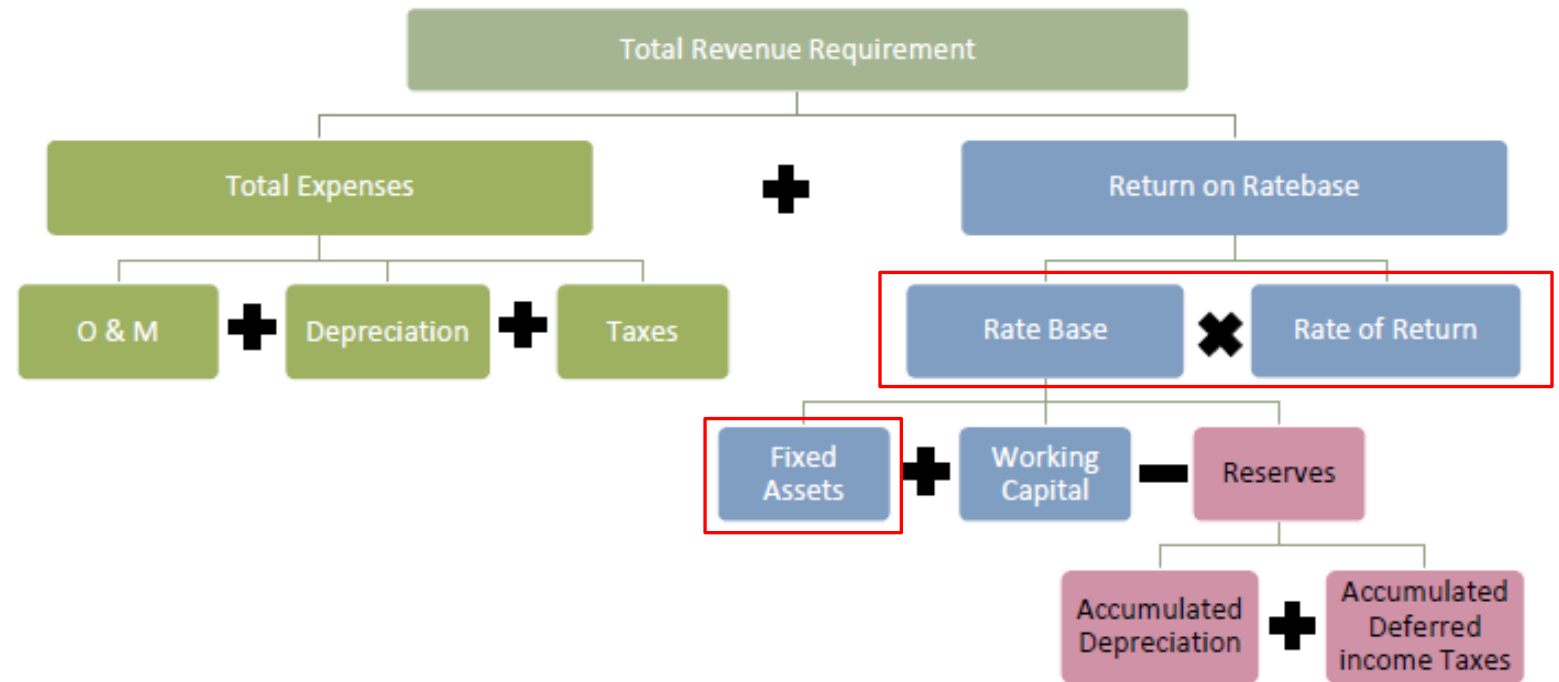 Total Revenue Requirement
Total Expenses
Return on Ratebase
O & M
Depreciation
Taxes
Rate Base
Rate of Return
Fixed
Assets
Working
Capital
Reserves
Accumulated
Depreciation
Accumulated
Deferred
income Taxes